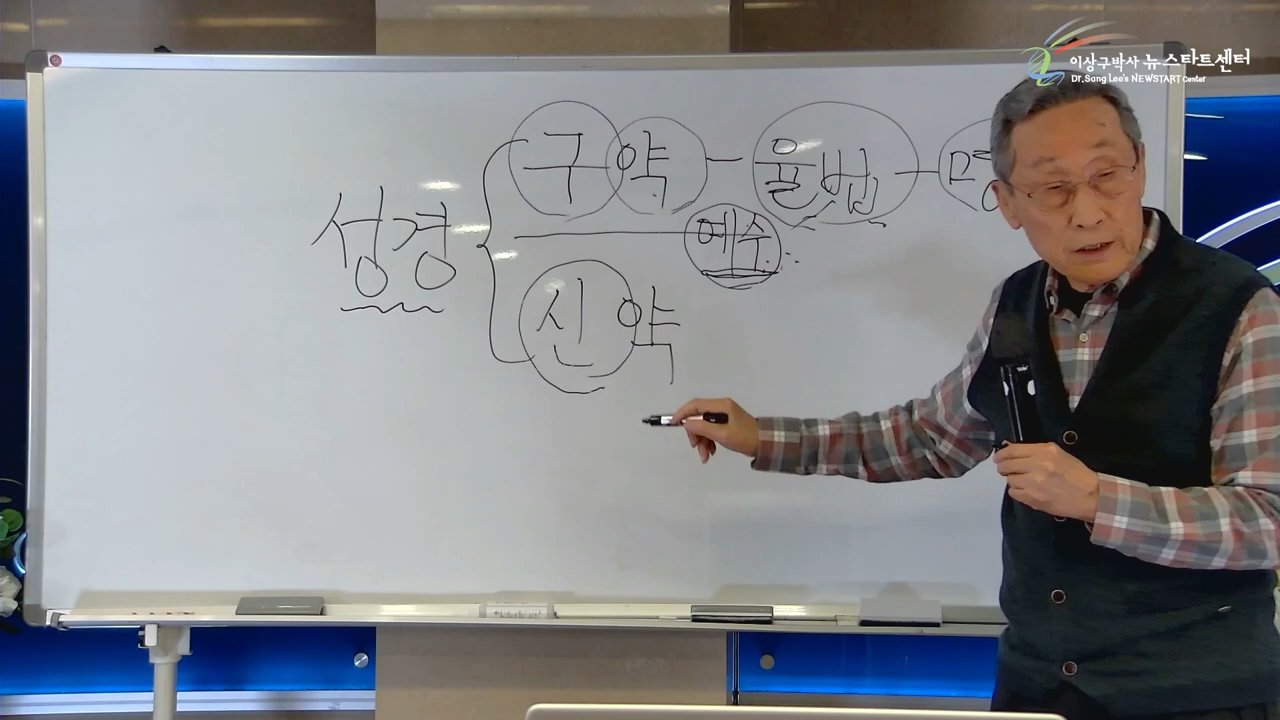 이상구박사 뉴스타트센터
Dr. Sang Lee's NEWSTART Center
구약 - 율법 -
예수
성경
신약